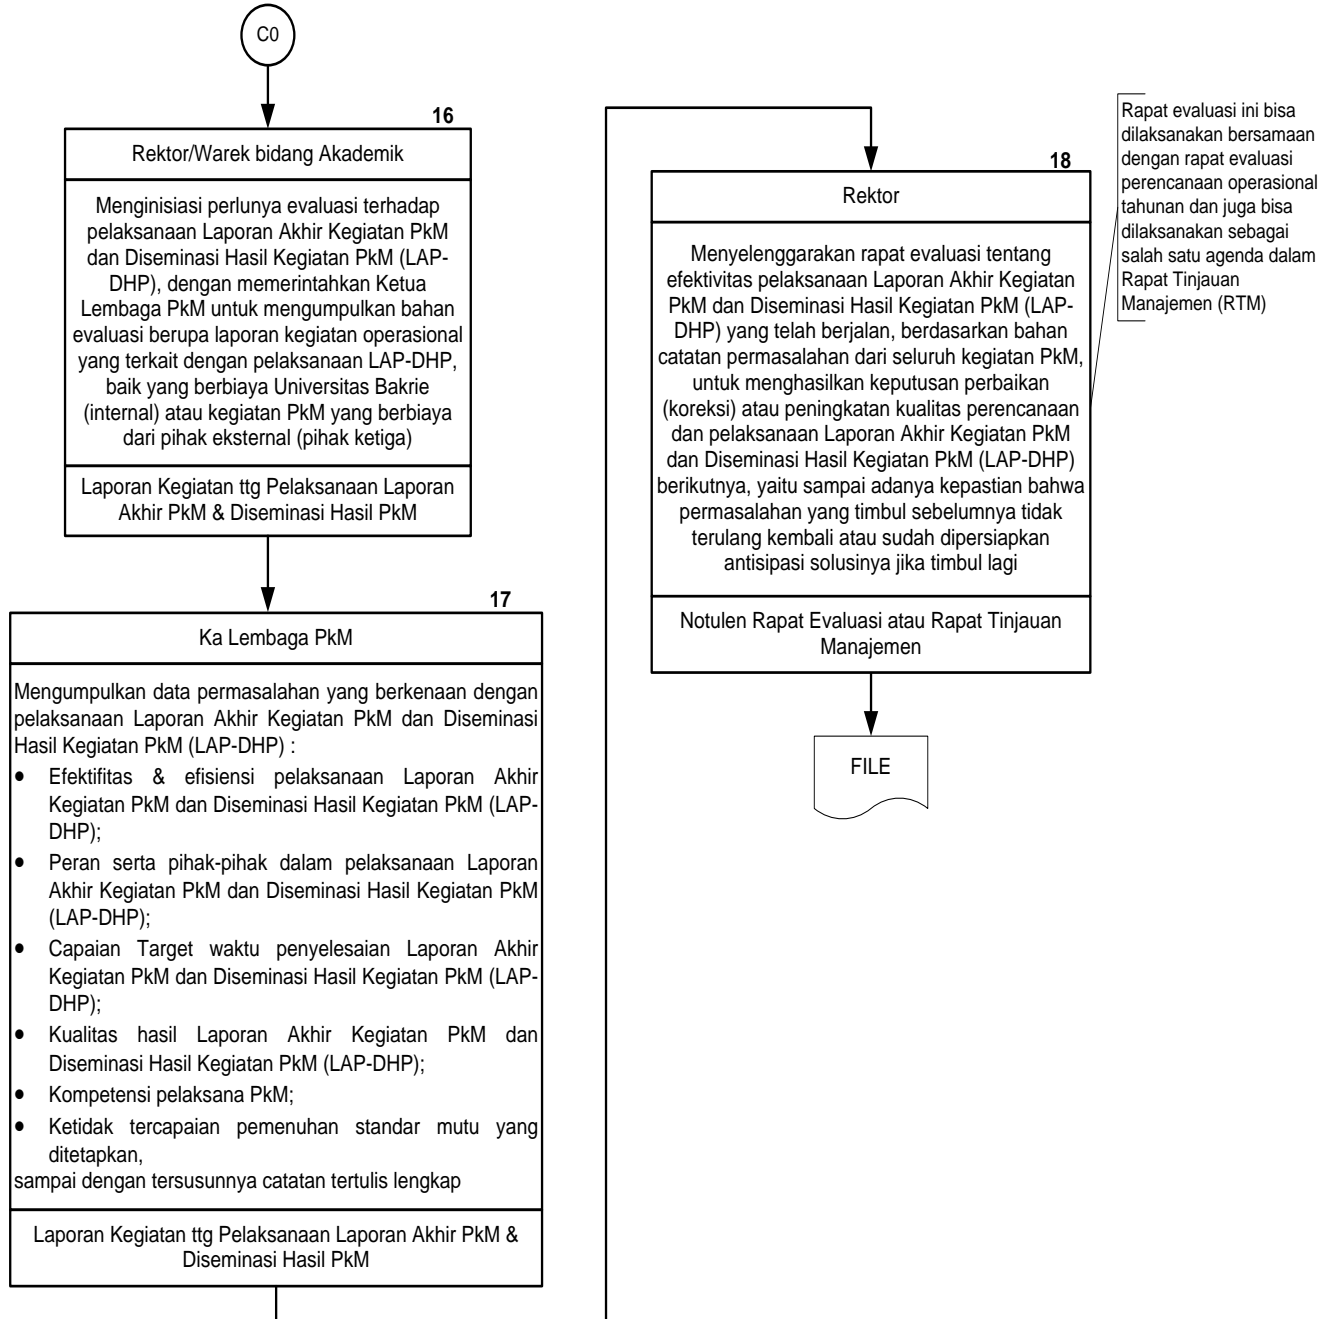 C0
16
Rektor/Warek bidang Akademik
Menginisiasi perlunya evaluasi terhadap
pelaksanaan Laporan Akhir Kegiatan PkM
dan Diseminasi Hasil Kegiatan PkM (LAP-
DHP), dengan memerintahkan Ketua
Lembaga PkM untuk mengumpulkan bahan
evaluasi berupa laporan kegiatan operasional
yang terkait dengan pelaksanaan LAP-DHP,
baik yang berbiaya Universitas Bakrie
(internal) atau kegiatan PkM yang berbiaya
dari pihak eksternal (pihak ketiga)
Laporan Kegiatan ttg Pelaksanaan Laporan
Akhir PkM & Diseminasi Hasil PkM
17
Ka Lembaga PkM
Mengumpulkan data permasalahan yang berkenaan dengan
pelaksanaan Laporan Akhir Kegiatan PkM dan Diseminasi
Hasil Kegiatan PkM (LAP-DHP) :
• Efektifitas & efisiensi pelaksanaan Laporan Akhir
Kegiatan PkM dan Diseminasi Hasil Kegiatan PkM (LAP-
DHP);
• Peran serta pihak-pihak dalam pelaksanaan Laporan
Akhir Kegiatan PkM dan Diseminasi Hasil Kegiatan PkM
(LAP-DHP);
• Capaian Target waktu penyelesaian Laporan Akhir
Kegiatan PkM dan Diseminasi Hasil Kegiatan PkM (LAP-
DHP);
• Kualitas hasil Laporan Akhir Kegiatan PkM dan
Diseminasi Hasil Kegiatan PkM (LAP-DHP);
• Kompetensi pelaksana PkM;
• Ketidak tercapaian pemenuhan standar mutu yang
ditetapkan,
sampai dengan tersusunnya catatan tertulis lengkap
Laporan Kegiatan ttg Pelaksanaan Laporan Akhir PkM &
Diseminasi Hasil PkM
18
Rektor
Menyelenggarakan rapat evaluasi tentang
efektivitas pelaksanaan Laporan Akhir Kegiatan
PkM dan Diseminasi Hasil Kegiatan PkM (LAP-
DHP) yang telah berjalan, berdasarkan bahan
catatan permasalahan dari seluruh kegiatan PkM,
untuk menghasilkan keputusan perbaikan
(koreksi) atau peningkatan kualitas perencanaan
dan pelaksanaan Laporan Akhir Kegiatan PkM
dan Diseminasi Hasil Kegiatan PkM (LAP-DHP)
berikutnya, yaitu sampai adanya kepastian bahwa
permasalahan yang timbul sebelumnya tidak
terulang kembali atau sudah dipersiapkan
antisipasi solusinya jika timbul lagi
Notulen Rapat Evaluasi atau Rapat Tinjauan
Manajemen
FILE
Rapat evaluasi ini bisa
dilaksanakan bersamaan
dengan rapat evaluasi
perencanaan operasional
tahunan dan juga bisa
dilaksanakan sebagai
salah satu agenda dalam
Rapat Tinjauan
Manajemen (RTM)